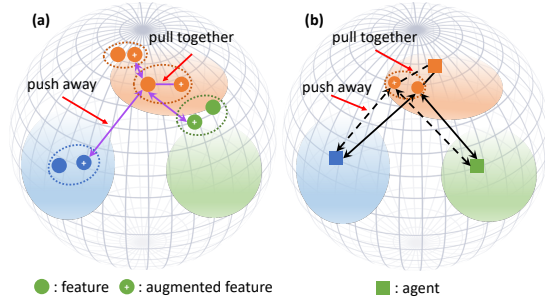 (a)
pull together
push away
(b)
pull together
push away
: feature
: augmented feature
: agent